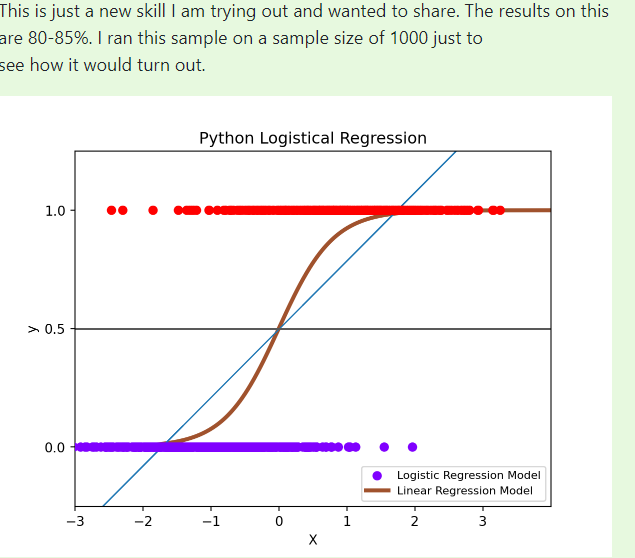 This is just a new skill I am trying out and wanted to share. The results on this
are 80-85%. I ran this sample on a sample size of 1000 just to
see how it would turn out.
Python Logistical Regression
1.0
y 0.5
0.0
Logistic Regression Model
Linear Regression Model
−3 −2 −1 0 1 2 3
X